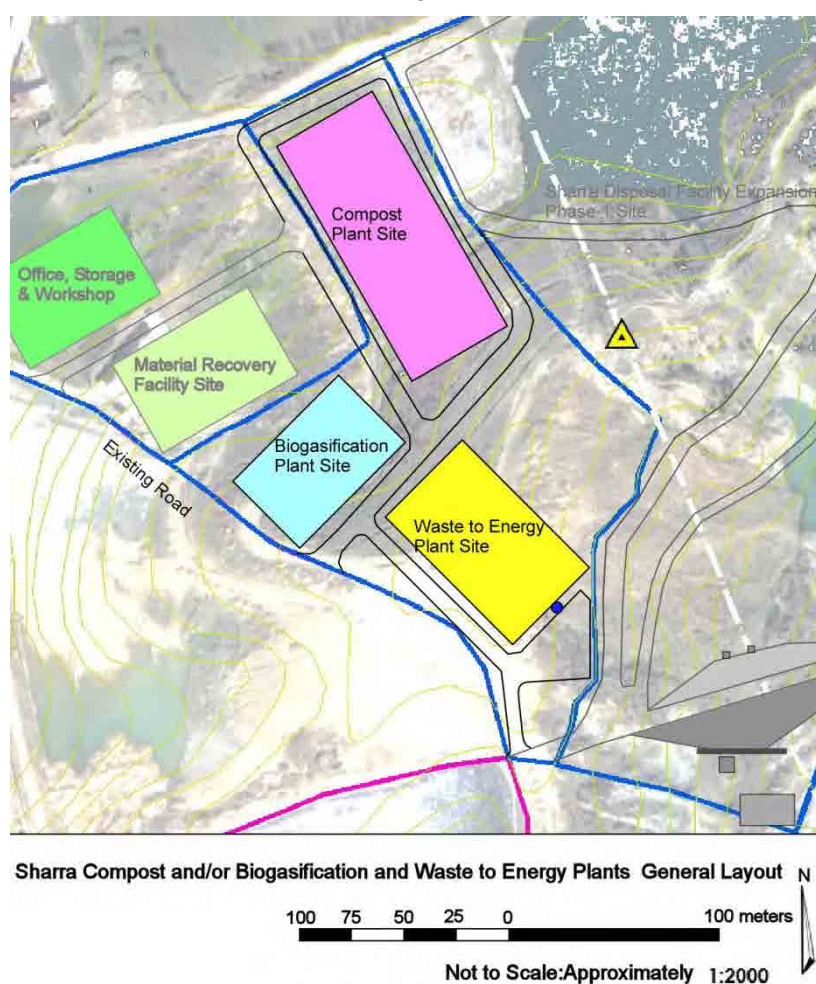 Compost
Plant Site
Sharra Disposal Facility Expansion
Phase-1:Site
Office, Storage
& Workshop
Material Recovery
Facility Site
Biogasification
Plant Site
Existing Road
Waste to Energy
Plant Site
Sharra Compost and/or Biogasification and Waste to Energy Plants General Layout
N
100 75 50 25 0 100 meters
Not to Scale:Approximately 1:2000